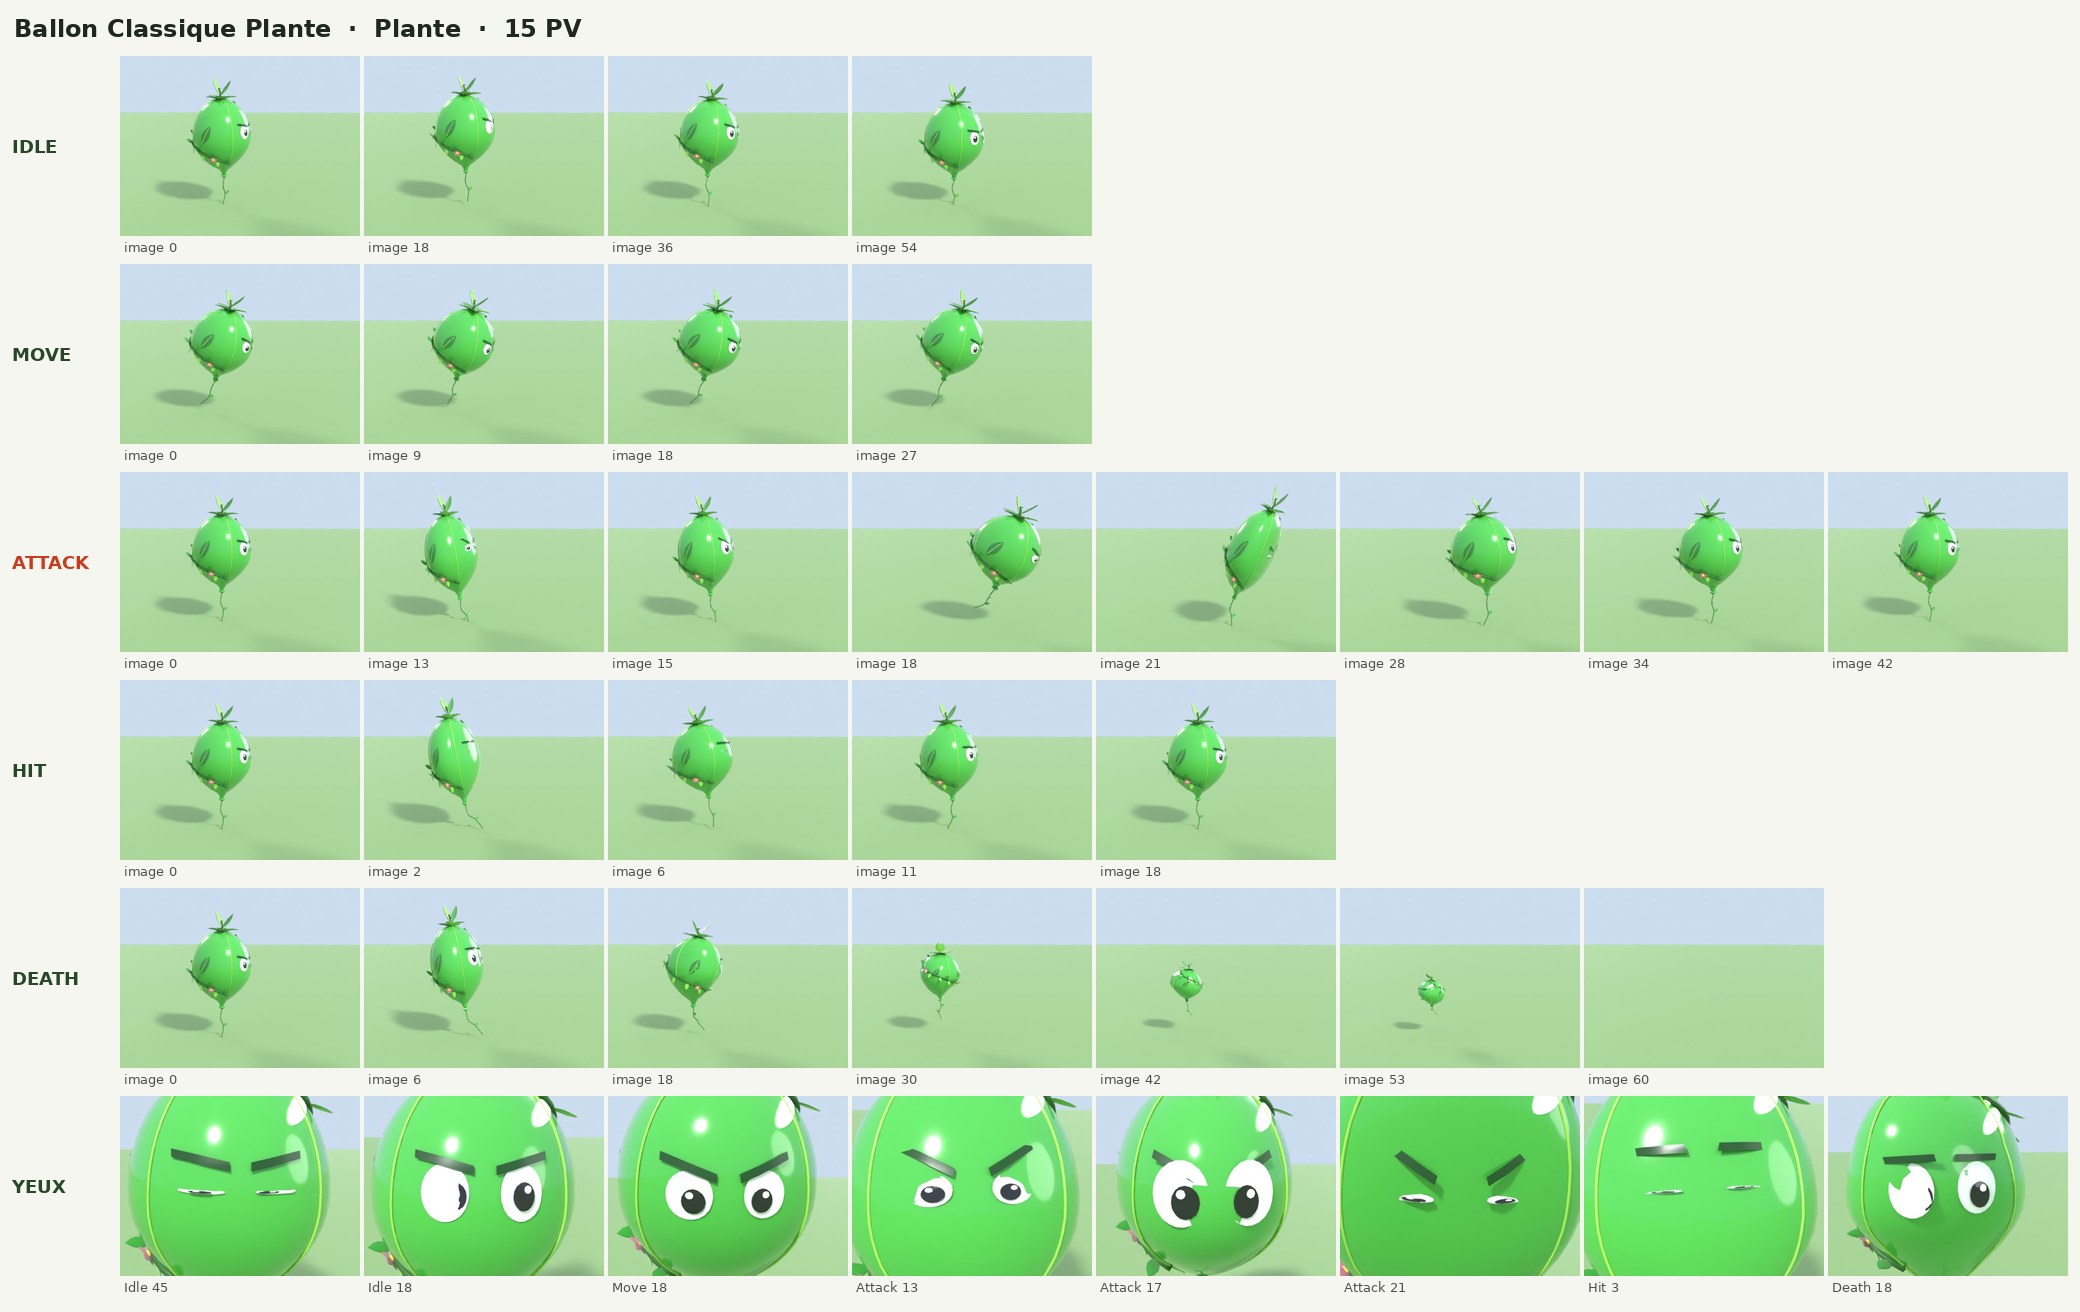 Ballon Classique Plante · Plante · 15 PV
IDLE
image 0
image 18
image 36
image 54
MOVE
image 0
image 9
image 18
image 27
ATTACK
image 0
image 13
image 15
image 18
image 21
image 28
image 34
image 42
HIT
image 0
image 2
image 6
image 11
image 18
DEATH
image 0
image 6
image 18
image 30
image 42
image 53
image 60
YEUX
Idle 45
Idle 18
Move 18
Attack 13
Attack 17
Attack 21
Hit 3
Death 18